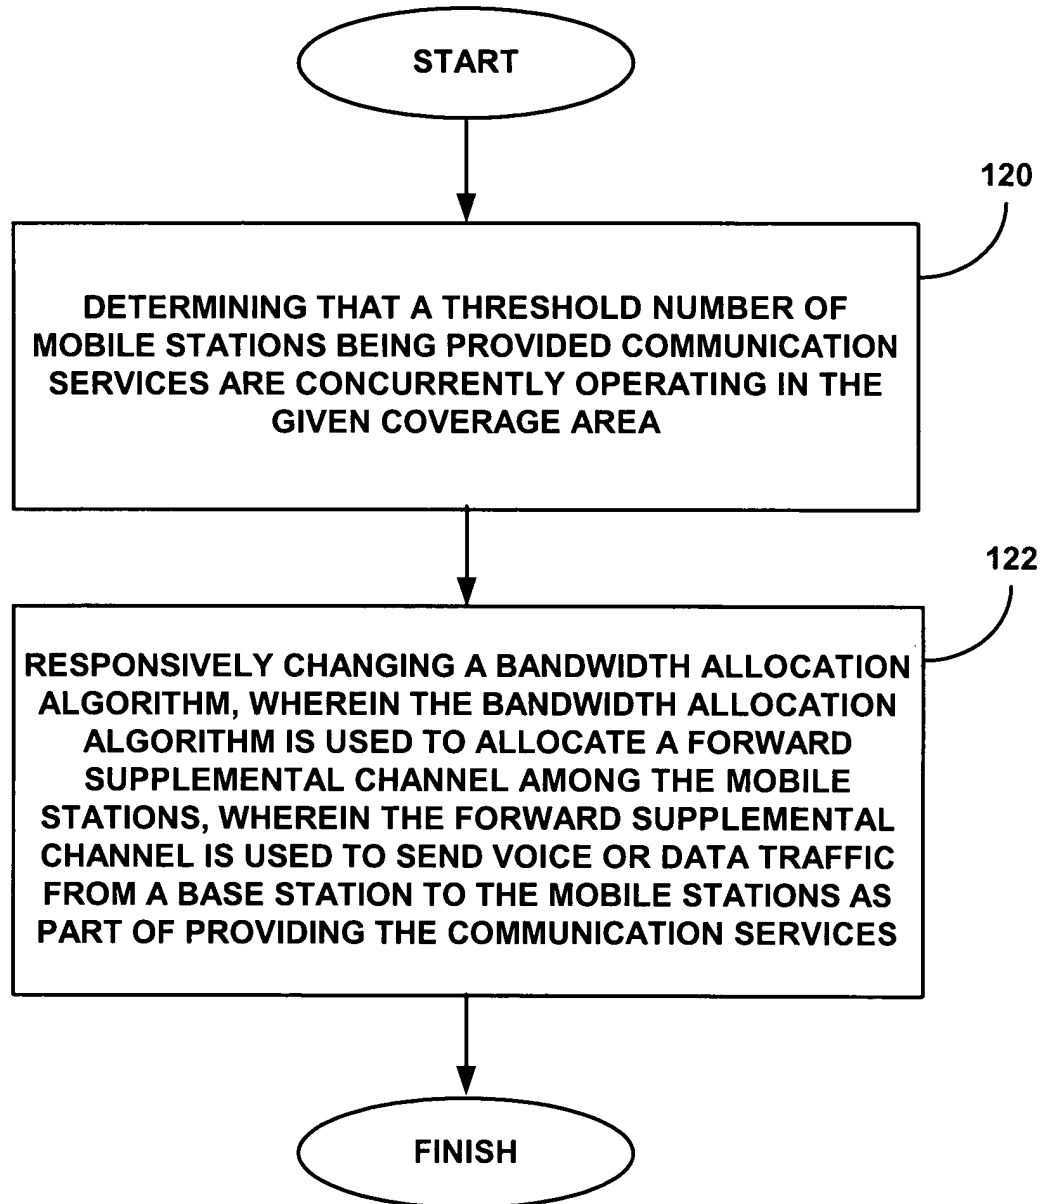 START
120
DETERMINING THAT A THRESHOLD NUMBER OF
MOBILE STATIONS BEING PROVIDED COMMUNICATION
SERVICES ARE CONCURRENTLY OPERATING IN THE
GIVEN COVERAGE AREA
122
RESPONSIVELY CHANGING A BANDWIDTH ALLOCATION
ALGORITHM, WHEREIN THE BANDWIDTH ALLOCATION
ALGORITHM IS USED TO ALLOCATE A FORWARD
SUPPLEMENTAL CHANNEL AMONG THE MOBILE
STATIONS, WHEREIN THE FORWARD SUPPLEMENTAL
CHANNEL IS USED TO SEND VOICE OR DATA TRAFFIC
FROM A BASE STATION TO THE MOBILE STATIONS AS
PART OF PROVIDING THE COMMUNICATION SERVICES
FINISH